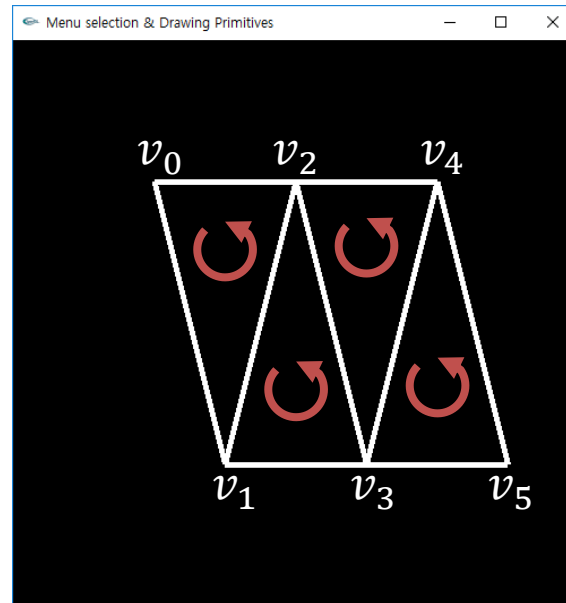 Menu selection & Drawing Primitives
v₀ v₂ v₄
v₁ v₃ v₅